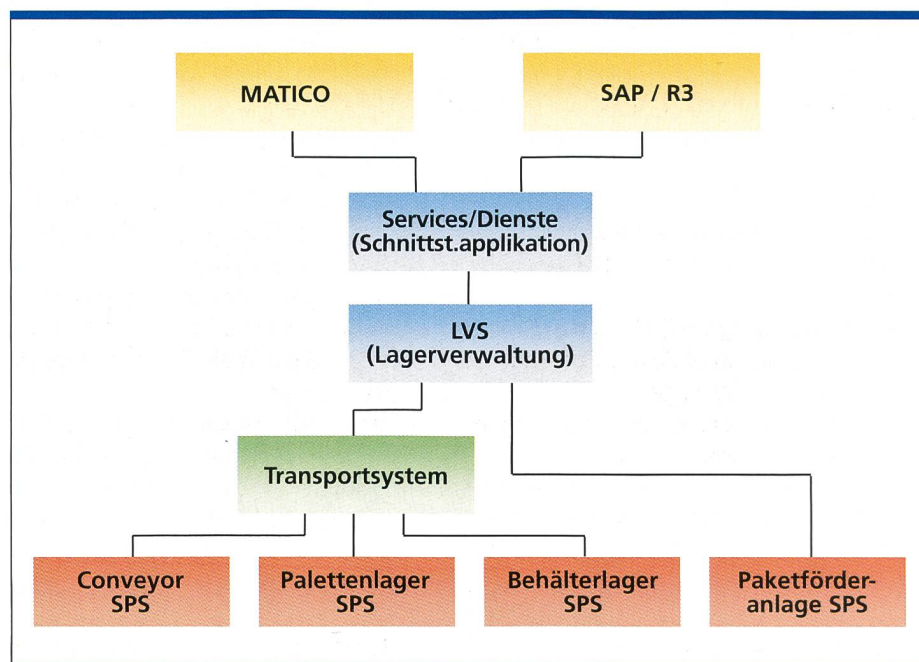 MATICO
SAP / R3
Services/Dienste
(Schnittst.applikation)
LVS
(Lagerverwaltung)
Transportsystem
Conveyor
SPS
Palettenlager
SPS
Behälterlager
SPS
Paketförder-
anlage SPS